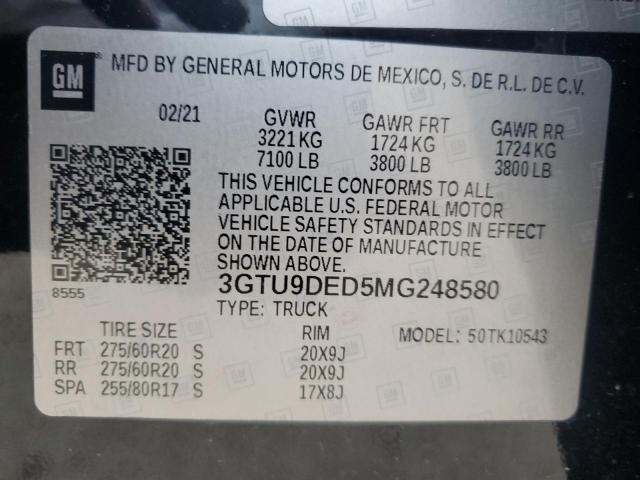 GM
MFD BY GENERAL MOTORS DE MEXICO, S. DE R.L. DE C.V.
02/21 GVWR GAWR FRT GAWR RR
3221 KG 1724 KG 1724 KG
7100 LB 3800 LB 3800 LB
THIS VEHICLE CONFORMS TO ALL
APPLICABLE U.S. FEDERAL MOTOR
VEHICLE SAFETY STANDARDS IN EFFECT
ON THE DATE OF MANUFACTURE
SHOWN ABOVE.
8555
3GTU9DED5MG248580
TYPE: TRUCK
TIRE SIZE RIM MODEL: 50TK10543
FRT 275/60R20 S 20X9J
RR 275/60R20 S 20X9J
SPA 255/80R17 S 17X8J